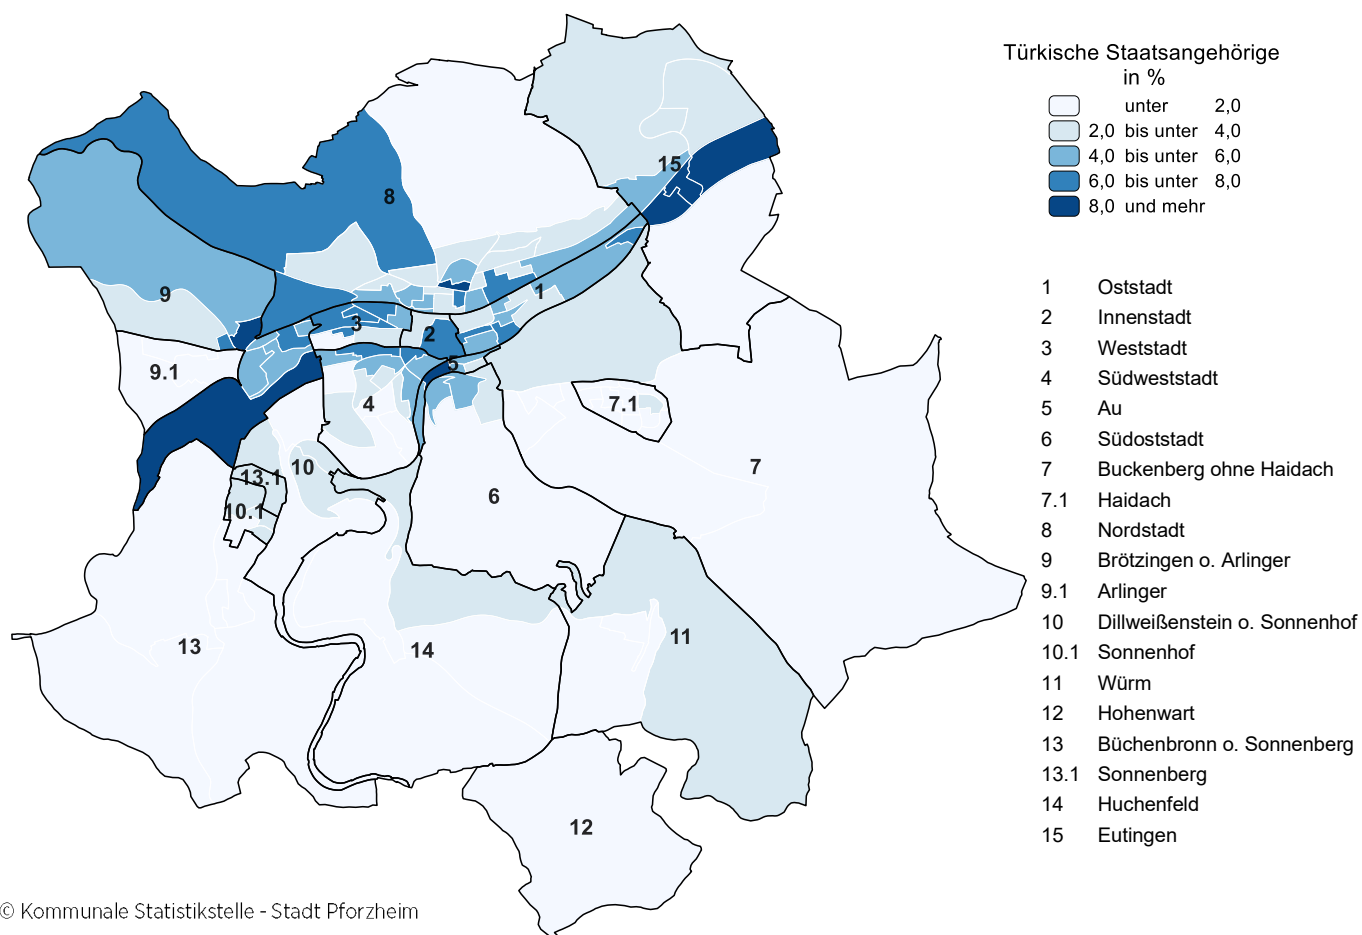 Türkische Staatsangehörige
in %
unter 2,0
2,0 bis unter 4,0
4,0 bis unter 6,0
6,0 bis unter 8,0
8,0 und mehr
1 Oststadt
2 Innenstadt
3 Weststadt
4 Südweststadt
5 Au
6 Südoststadt
7 Buckenberg ohne Haidach
7.1 Haidach
8 Nordstadt
9 Brötzingen o. Arlinger
9.1 Arlinger
10 Dillweißenstein o. Sonnenhof
10.1 Sonnenhof
11 Würm
12 Hohenwart
13 Büchenbronn o. Sonnenberg
13.1 Sonnenberg
14 Huchenfeld
15 Eutingen
15
8
9
1
3
2
5
9.1
4
7.1
10
7
13.1
6
10.1
11
13
14
12
© Kommunale Statistikstelle - Stadt Pforzheim